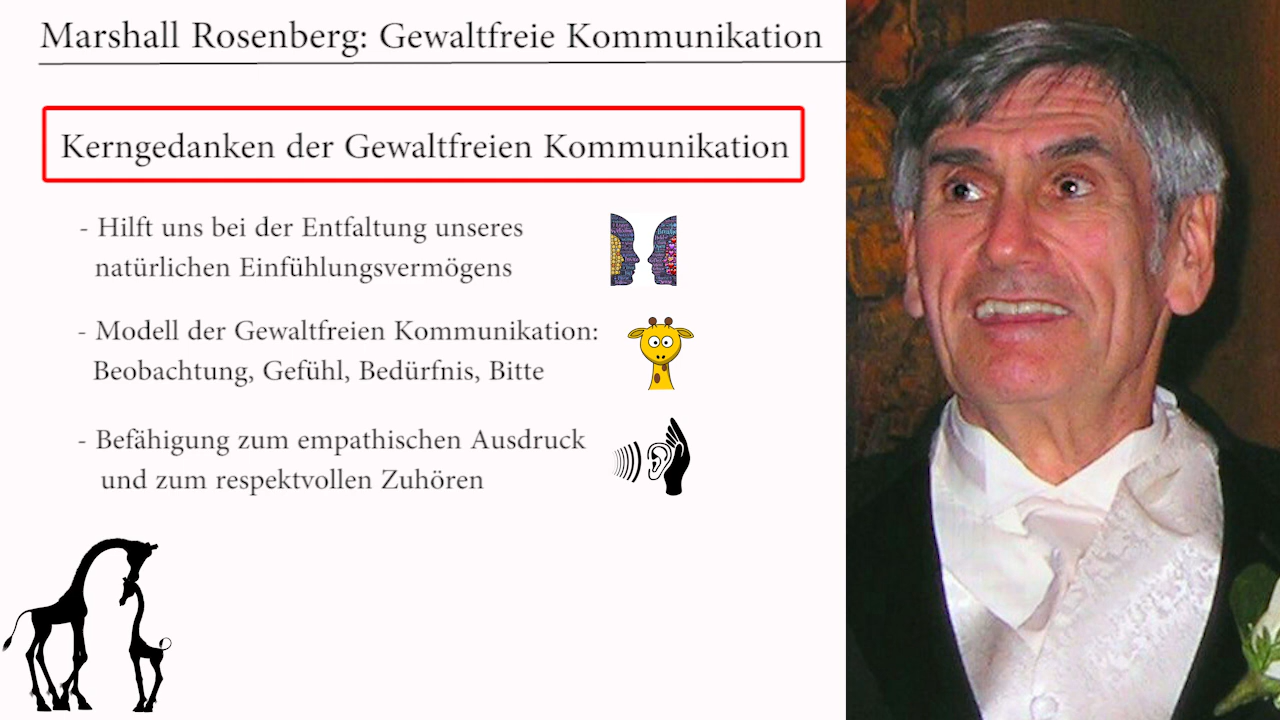 Marshall Rosenberg: Gewaltfreie Kommunikation
Kerngedanken der Gewaltfreien Kommunikation
- Hilft uns bei der Entfaltung unseres
natürlichen Einfühlungsvermögens
- Modell der Gewaltfreien Kommunikation:
Beobachtung, Gefühl, Bedürfnis, Bitte
- Befähigung zum empathischen Ausdruck
und zum respektvollen Zuhören